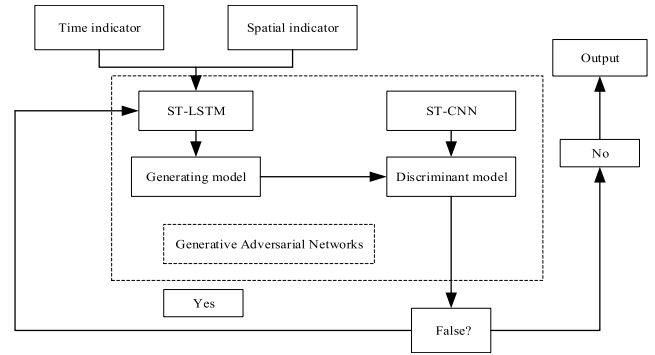 Time indicator
Spatial indicator
Output
ST-LSTM
ST-CNN
No
Generating model
Discriminant model
Generative Adversarial Networks
Yes
False?